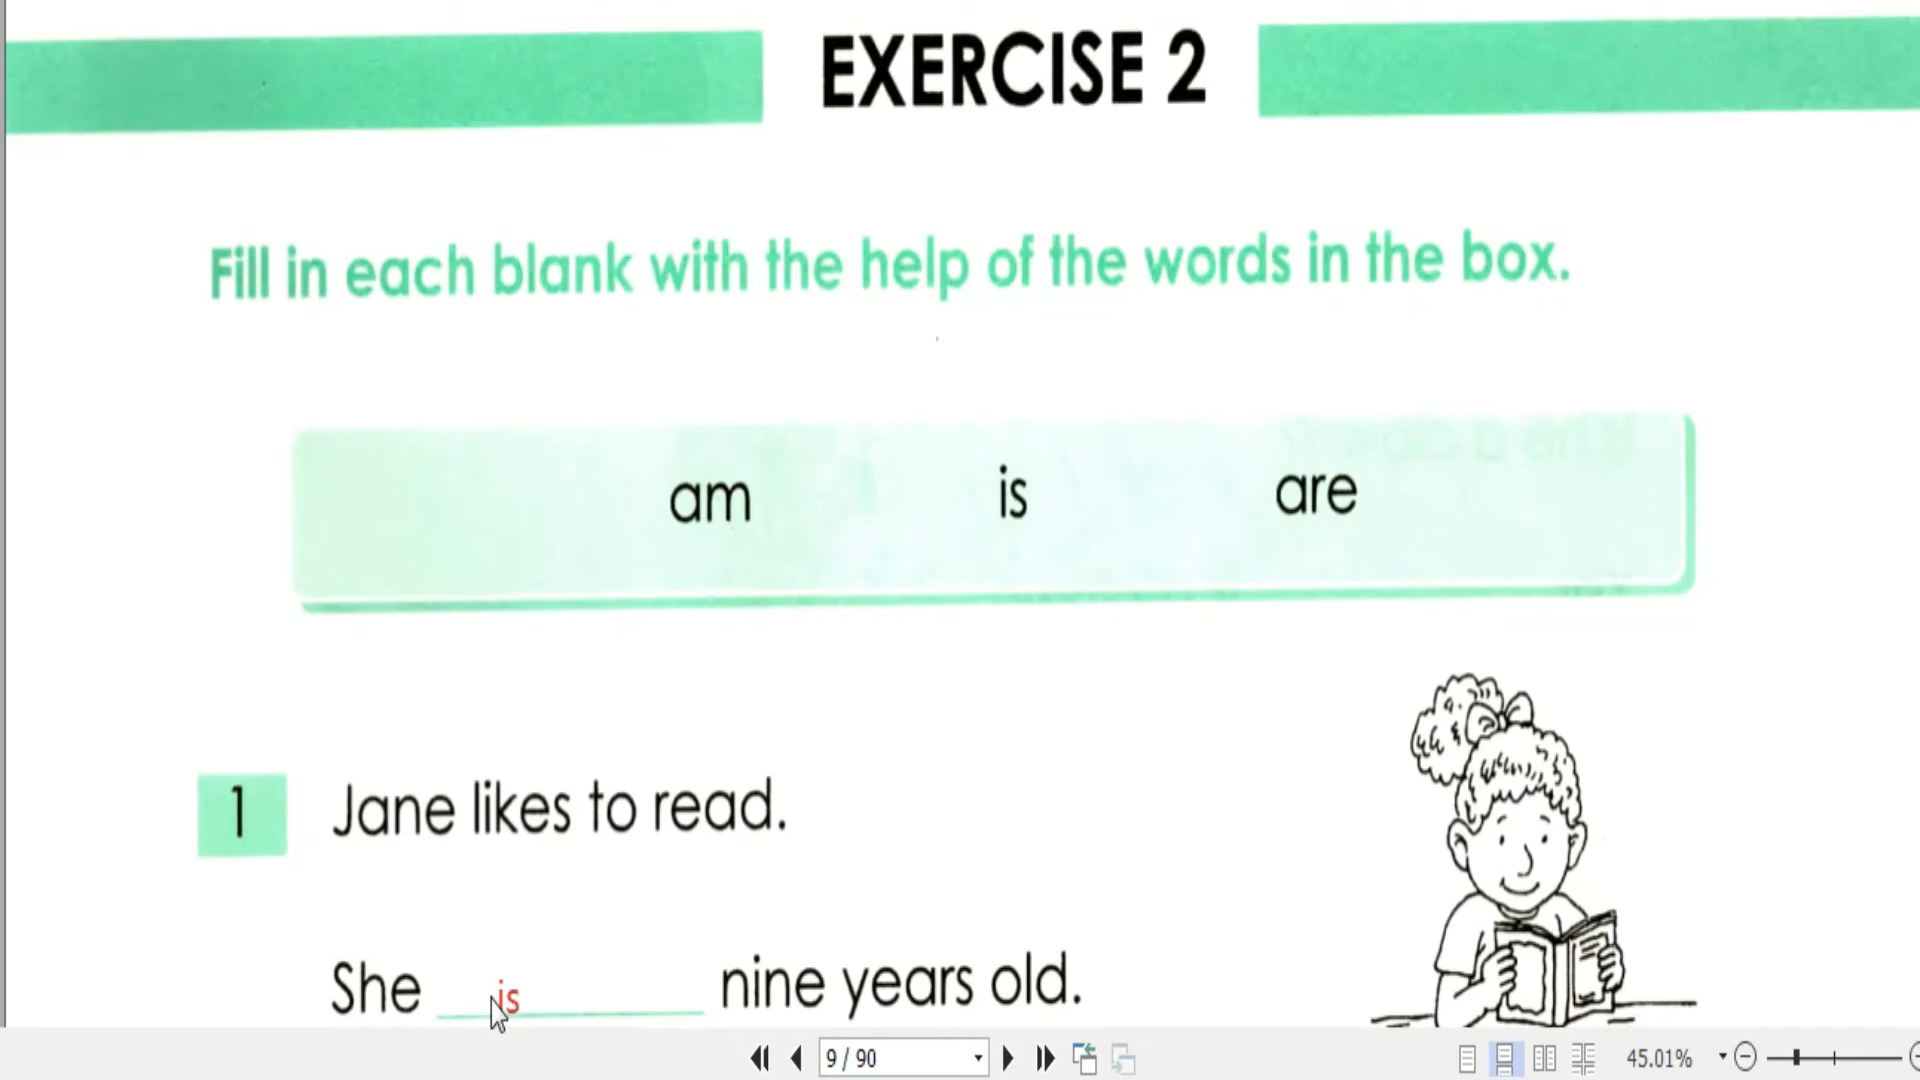 EXERCISE 2
Fill in each blank with the help of the words in the box.
am is are
1 Jane likes to read.
She is nine years old.
9 / 90 45.01%